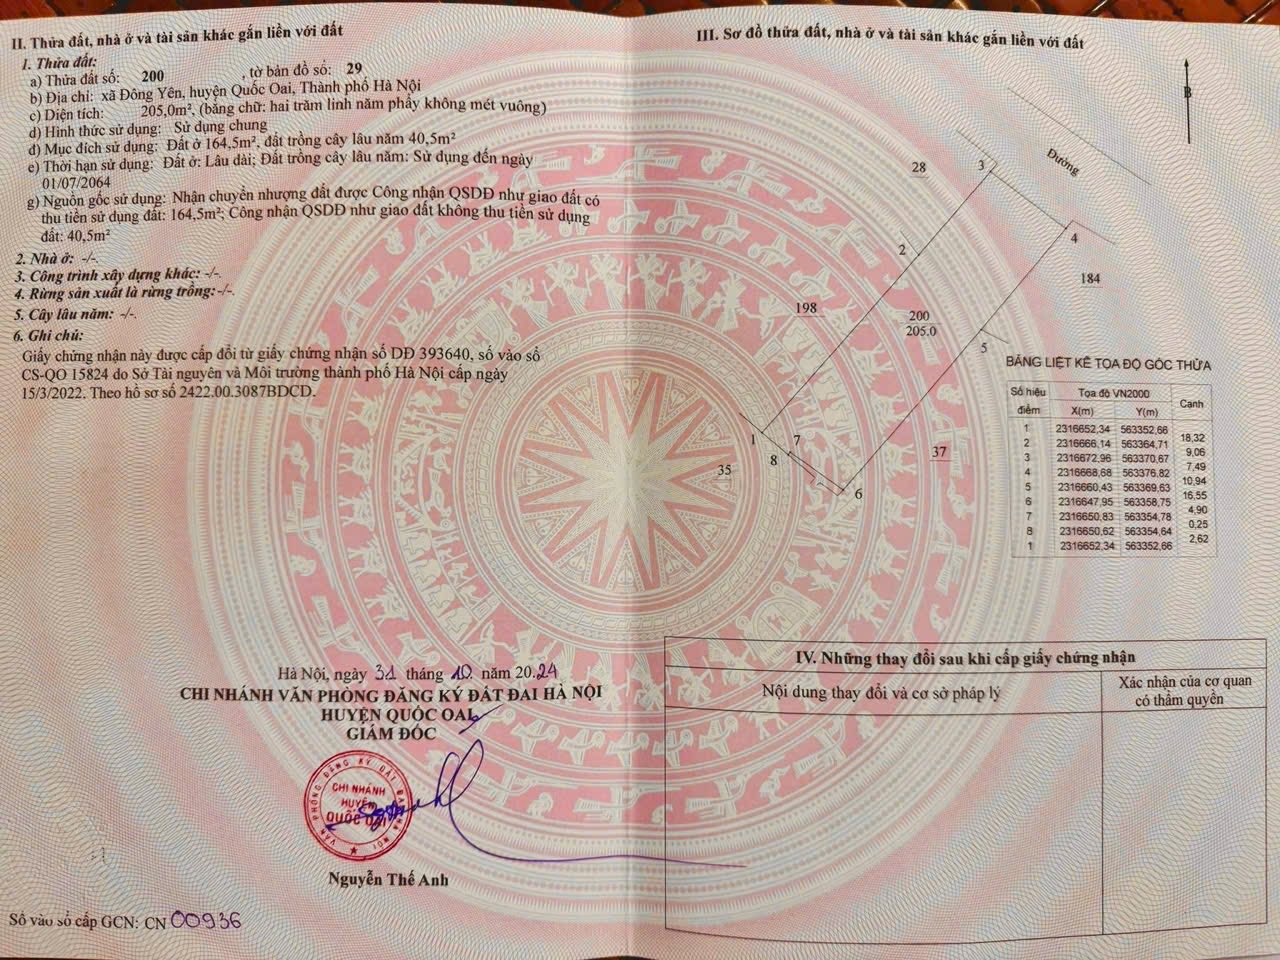 II. Thửa đất, nhà ở và tài sản khác gắn liền với đất
1. Thửa đất:
a) Thửa đất số: 200 , tờ bản đồ số: 29
b) Địa chỉ: xã Đông Yên, huyện Quốc Oai, Thành phố Hà Nội
c) Diện tích: 205,0m², (bằng chữ: hai trăm linh năm phẩy không mét vuông)
d) Hình thức sử dụng: Sử dụng chung
đ) Mục đích sử dụng: Đất ở 164,5m², đất trồng cây lâu năm 40,5m²
e) Thời hạn sử dụng: Đất ở: Lâu dài; Đất trồng cây lâu năm: Sử dụng đến ngày
01/07/2064
g) Nguồn gốc sử dụng: Nhận chuyển nhượng đất được Công nhận QSDĐ như giao đất có
thu tiền sử dụng đất: 164,5m²; Công nhận QSDĐ như giao đất không thu tiền sử dụng
đất: 40,5m²
2. Nhà ở: -/-.
3. Công trình xây dựng khác: -/-.
4. Rừng sản xuất là rừng trồng:-/-.
5. Cây lâu năm: -/-.
6. Ghi chú:
Giấy chứng nhận này được cấp đổi từ giấy chứng nhận số DĐ 393640, số vào sổ
CS-QO 15824 do Sở Tài nguyên và Môi trường thành phố Hà Nội cấp ngày
15/3/2022. Theo hồ sơ số 2422.00.3087BDCD.
Hà Nội, ngày 31 tháng 10. năm 20.24
CHI NHÁNH VĂN PHÒNG ĐĂNG KÝ ĐẤT ĐAI HÀ NỘI
HUYỆN QUỐC OAI
GIÁM ĐỐC
VĂN PHÒNG ĐĂNG KÝ ĐẤT ĐAI HÀ NỘI
CHI NHÁNH
HUYỆN
QUỐC OAI
Nguyễn Thế Anh
Số vào sổ cấp GCN: CN 00936
III. Sơ đồ thửa đất, nhà ở và tài sản khác gắn liền với đất
B
Đường
28
3
4
2
184
198
200
205.0
5
1
7
37
8
35
6
BẢNG LIỆT KÊ TỌA ĐỘ GÓC THỬA
Số hiệu điểm Tọa độ VN2000 Cạnh
X(m) Y(m)
1 2316652,34 563352,66
18,32
2 2316666,14 563364,71
9,06
3 2316672,96 563370,67
7,49
4 2316668,68 563376,82
10,94
5 2316660,43 563369,63
16,55
6 2316647,95 563358,75
4,90
7 2316650,83 563354,78
0,25
8 2316650,62 563354,64
2,62
1 2316652,34 563352,66
IV. Những thay đổi sau khi cấp giấy chứng nhận
Nội dung thay đổi và cơ sở pháp lý
Xác nhận của cơ quan
có thẩm quyền